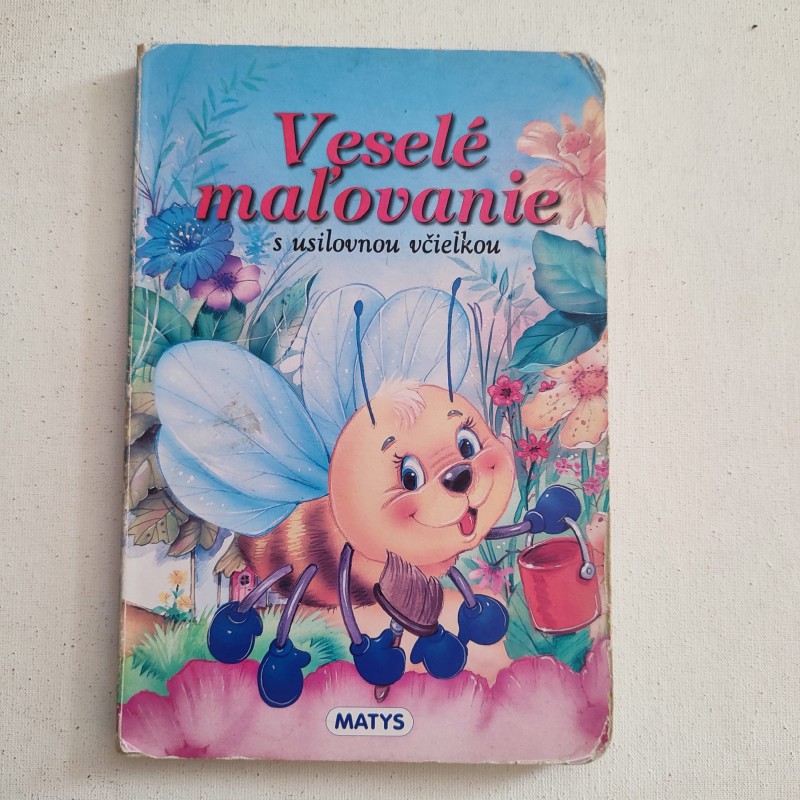 Veselé
maľovanie
s usilovnou včielkou
MATYS